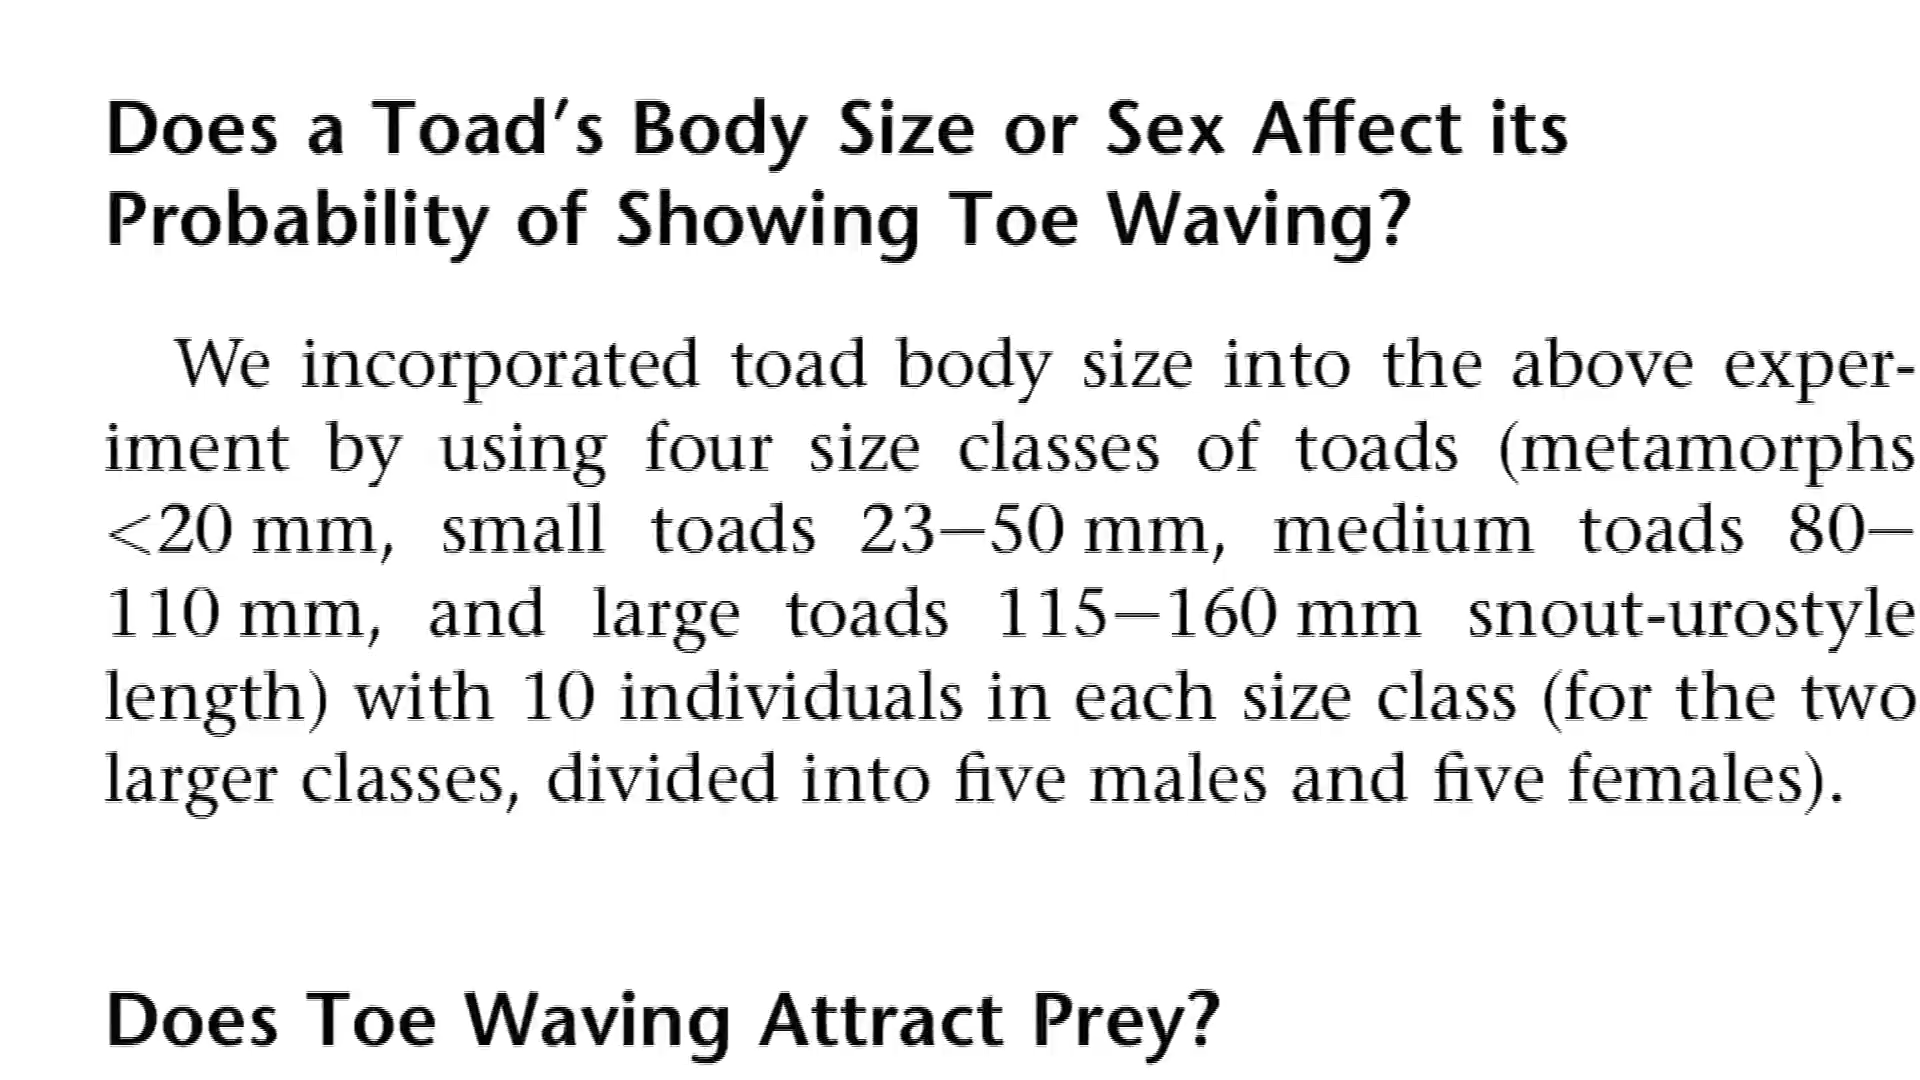 Does a Toad's Body Size or Sex Affect its
Probability of Showing Toe Waving?
We incorporated toad body size into the above exper-
iment by using four size classes of toads (metamorphs
<20 mm, small toads 23–50 mm, medium toads 80–
110 mm, and large toads 115–160 mm snout-urostyle
length) with 10 individuals in each size class (for the two
larger classes, divided into five males and five females).
Does Toe Waving Attract Prey?